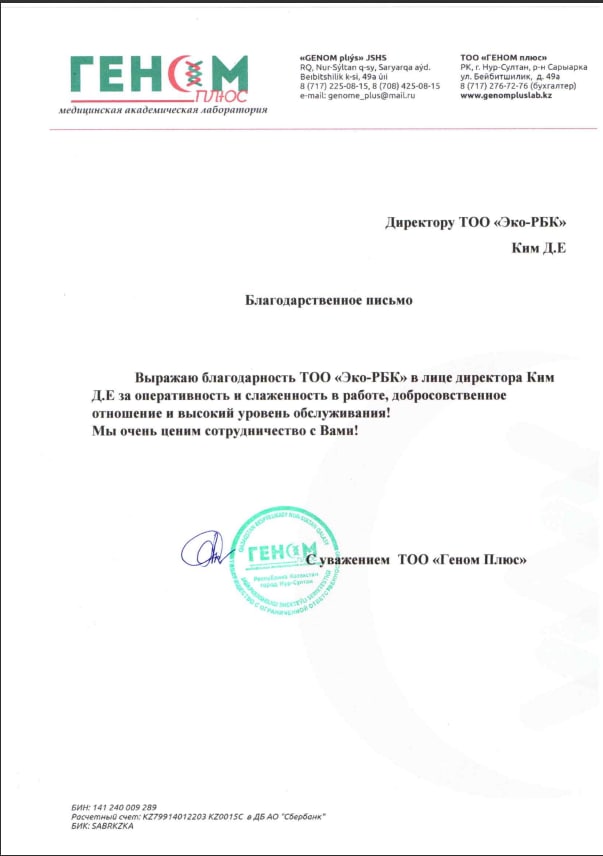 ГЕНОМ
ПЛЮС
медицинская академическая лаборатория
«GENOM plıýs» JSHS
RQ, Nur-Sýltan q-sy, Saryarqa aýd.
Beıbitshilik k-si, 49a úıi
8 (717) 225-08-15, 8 (708) 425-08-15
e-mail: genome_plus@mail.ru
ТОО «ГЕНОМ плюс»
РК, г. Нур-Султан, р-н Сарыарка
ул. Бейбитшилик, д. 49а
8 (717) 276-72-76 (бухгалтер)
www.genompluslab.kz
Директору ТОО «Эко-РБК»
Ким Д.Е
Благодарственное письмо
Выражаю благодарность ТОО «Эко-РБК» в лице директора Ким
Д.Е за оперативность и слаженность в работе, добросовственное
отношение и высокий уровень обслуживания!
Мы очень ценим сотрудничество с Вами!
ГЕНОМ
Республика Казахстан
город Нур-Султан
С уважением ТОО «Геном Плюс»
БИН: 141 240 009 289
Расчетный счет: KZ79914012203 KZ0015C в ДБ АО "Сбербанк"
БИК: SABRKZKA